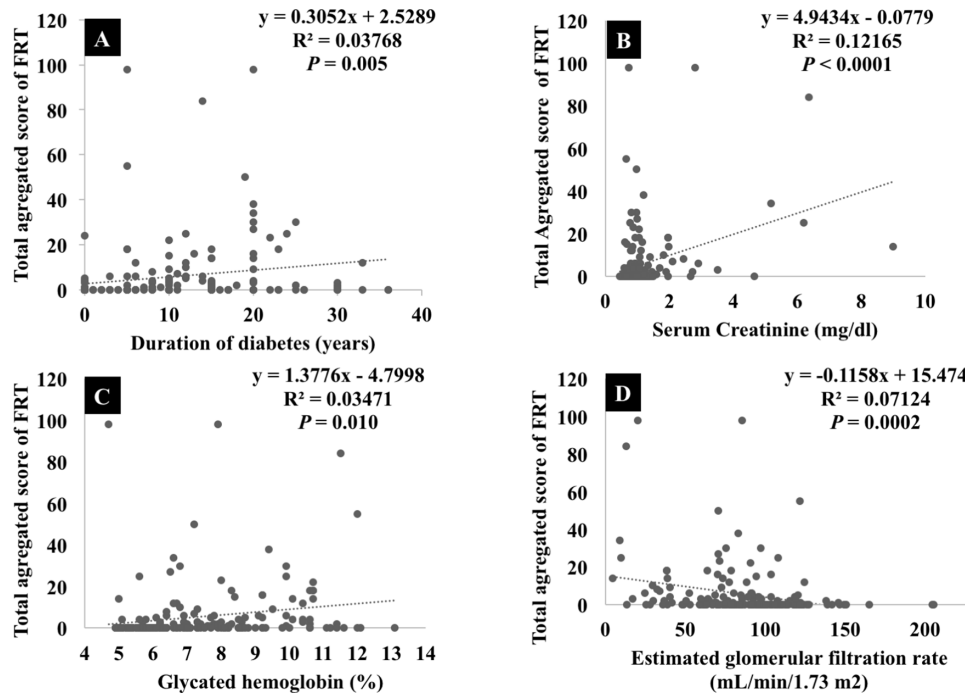 A
y = 0.3052x + 2.5289
R² = 0.03768
P = 0.005
Total agregated score of FRT
120
100
80
60
40
20
0
0 10 20 30 40
Duration of diabetes (years)
B
y = 4.9434x - 0.0779
R² = 0.12165
P < 0.0001
Total Agregated score of FRT
120
100
80
60
40
20
0
0 2 4 6 8 10
Serum Creatinine (mg/dl)
C
y = 1.3776x - 4.7998
R² = 0.03471
P = 0.010
Total agregated score of FRT
120
100
80
60
40
20
0
4 5 6 7 8 9 10 11 12 13 14
Glycated hemoglobin (%)
D
y = -0.1158x + 15.474
R² = 0.07124
P = 0.0002
Total agregated score of FRT
120
100
80
60
40
20
0
0 50 100 150 200
Estimated glomerular filtration rate
(mL/min/1.73 m2)